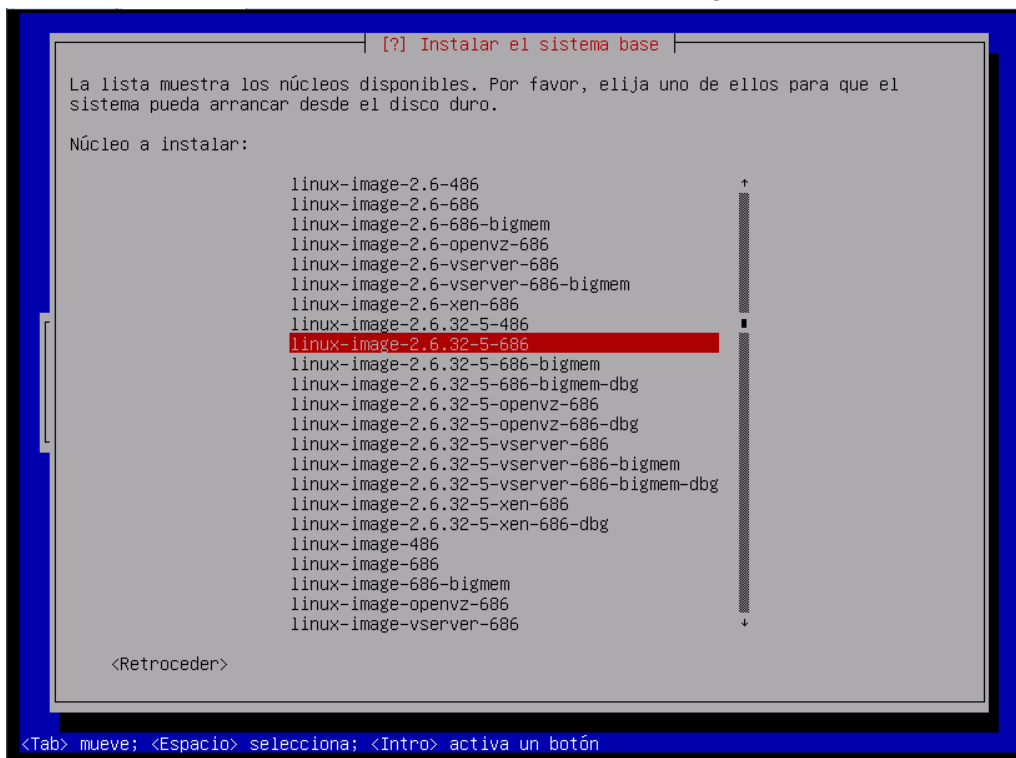 [?] Instalar el sistema base
La lista muestra los núcleos disponibles. Por favor, elija uno de ellos para que el
sistema pueda arrancar desde el disco duro.
Núcleo a instalar:
linux-image-2.6-486
linux-image-2.6-686
linux-image-2.6-686-bigmem
linux-image-2.6-openvz-686
linux-image-2.6-vserver-686
linux-image-2.6-vserver-686-bigmem
linux-image-2.6-xen-686
linux-image-2.6.32-5-486
linux-image-2.6.32-5-686
linux-image-2.6.32-5-686-bigmem
linux-image-2.6.32-5-686-bigmem-dbg
linux-image-2.6.32-5-openvz-686
linux-image-2.6.32-5-openvz-686-dbg
linux-image-2.6.32-5-vserver-686
linux-image-2.6.32-5-vserver-686-bigmem
linux-image-2.6.32-5-vserver-686-bigmem-dbg
linux-image-2.6.32-5-xen-686
linux-image-2.6.32-5-xen-686-dbg
linux-image-486
linux-image-686
linux-image-686-bigmem
linux-image-openvz-686
linux-image-vserver-686
<Retroceder>
<Tab> mueve; <Espacio> selecciona; <Intro> activa un botón